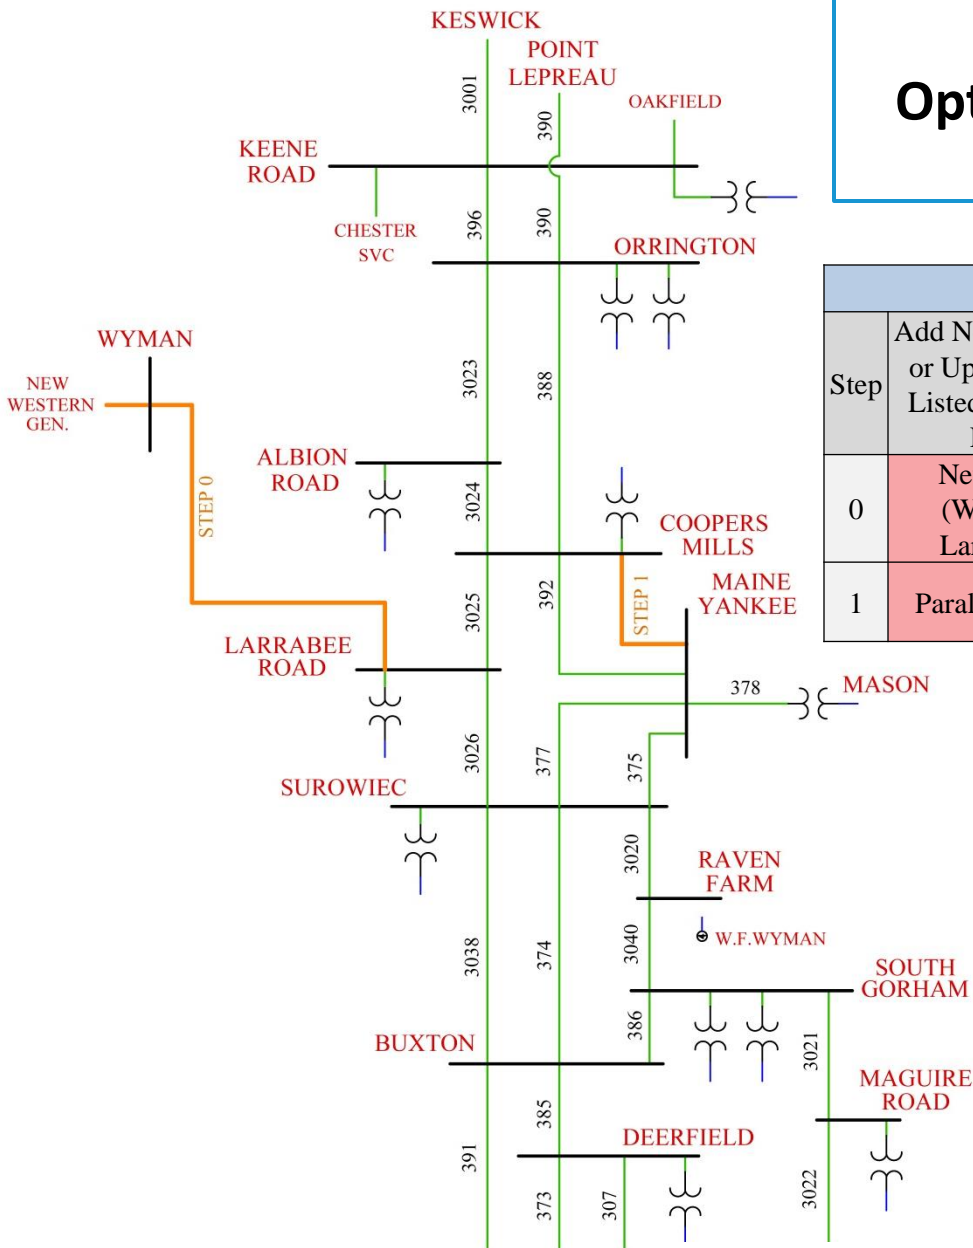 KESWICK
POINT
LEPREAU
3001
390
OAKFIELD
KEENE
ROAD
CHESTER
SVC
396
390
ORRINGTON
WYMAN
NEW
WESTERN
GEN.
3023
388
STEP 0
ALBION
ROAD
3024
COOPERS
MILLS
3025
392
STEP 1
MAINE
YANKEE
LARRABEE
ROAD
378
MASON
3026
377
375
SUROWIEC
3020
RAVEN
FARM
W.F.WYMAN
3038
374
3040
SOUTH
GORHAM
386
BUXTON
3021
MAGUIRE
ROAD
385
DEERFIELD
391
373
307
3022
Opt
Step
Add N
or Up
Listed
0
Ne
(W
Lar
1
Paral